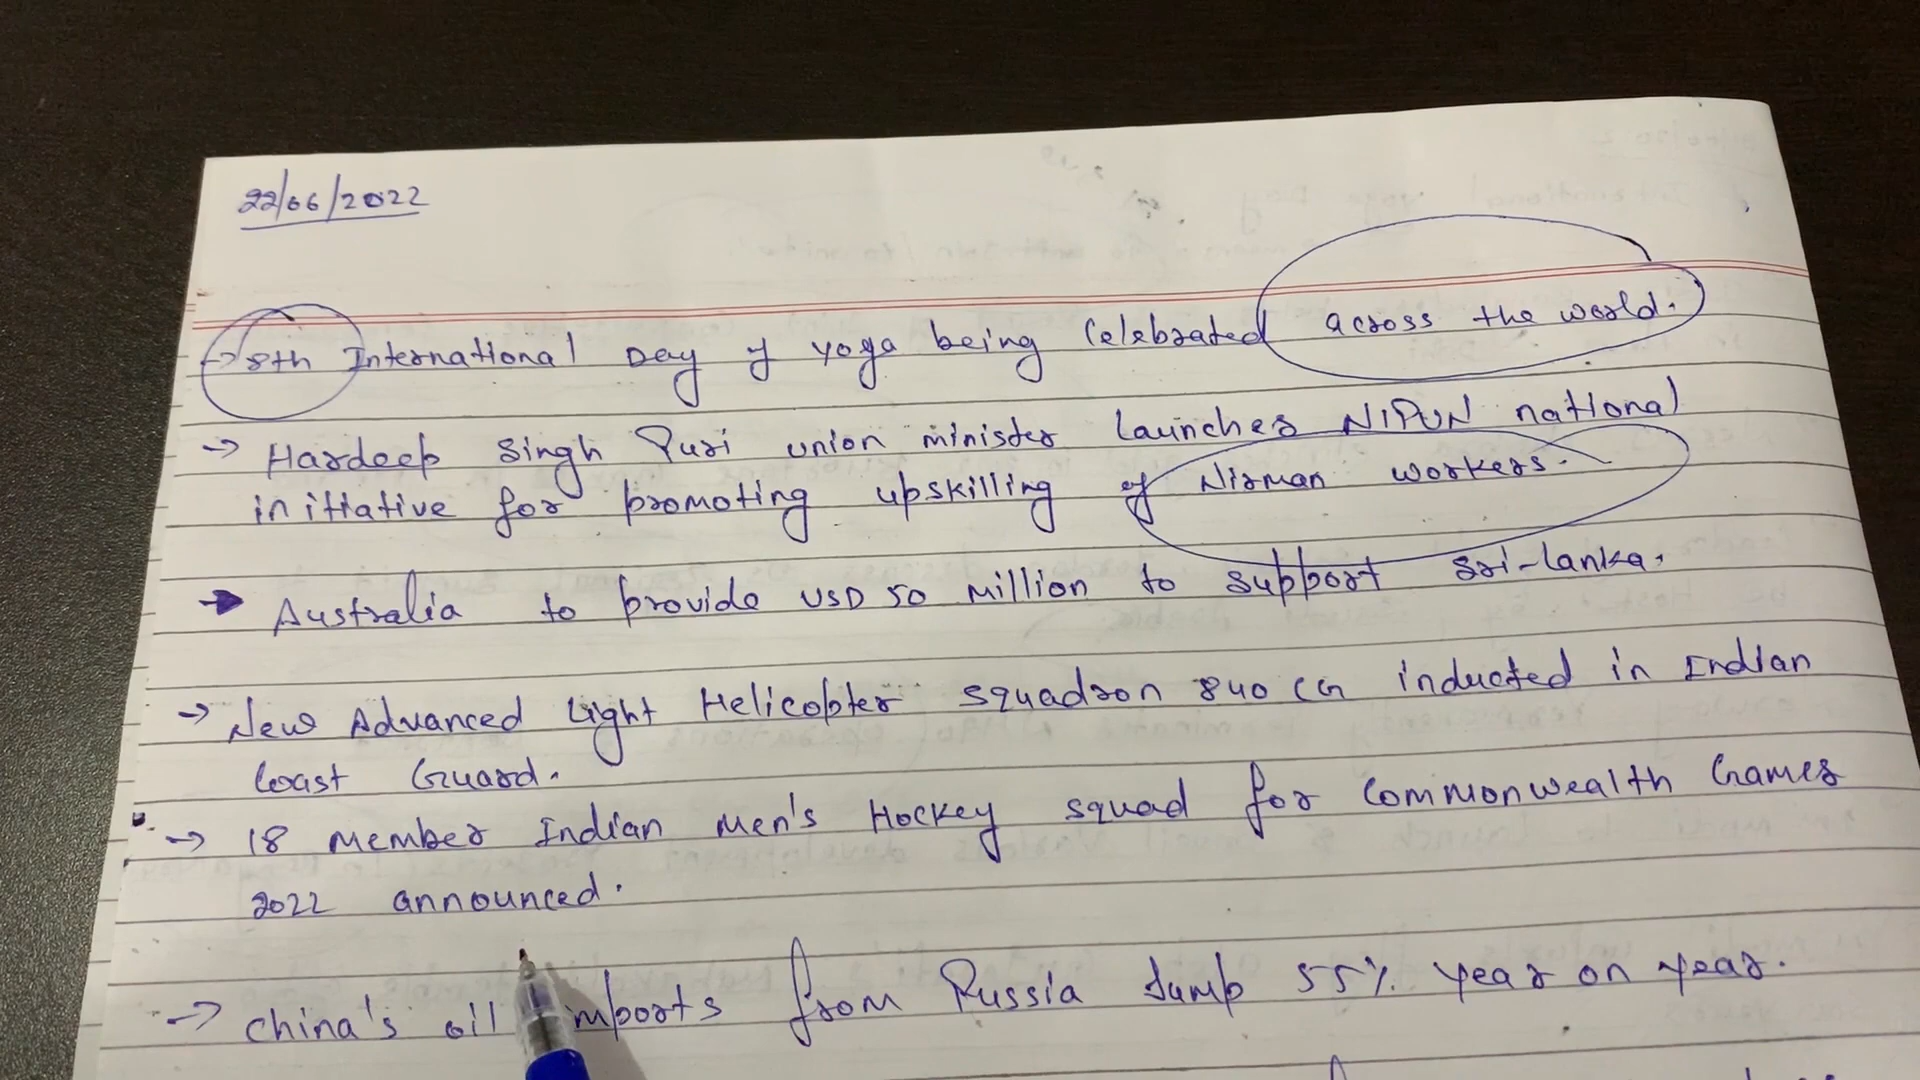 22/06/2022
→ 8th International Day of yoga being Celebrated across the world.
→ Hardeep Singh Puri union minister launches NIPUN national
initiative for promoting upskilling of Nirman workers.
→ Australia to provide USD 50 Million to support Sri-lanka.
→ New Advanced Light Helicopter Squadron 840 CG inducted in Indian
Coast Guard.
→ 18 member Indian Men's Hockey squad for Commonwealth Games
2022 announced.
→ China's oil imports from Russia Jump 55% year on year.